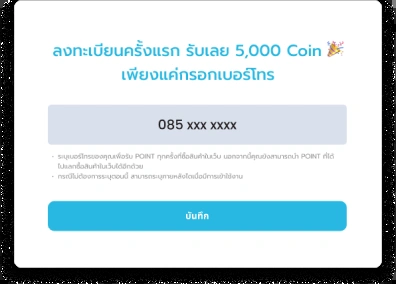 ลงทะเบียนครั้งแรก รับเลย 5,000 Coin 🎉
เพียงแค่กรอกเบอร์โทร
085 xxx xxxx
• ระบุเบอร์โทรของคุณเพื่อรับ POINT ทุกครั้งที่ซื้อสินค้าในเว็บ นอกจากนี้คุณยังสามารถนำ POINT ที่ได้
ไปแลกซื้อสินค้าในเว็บได้อีกด้วย
• กรณีไม่ต้องการระบุตอนนี้ สามารถระบุภายหลังโดยเมื่อมีการเข้าใช้งาน
บันทึก